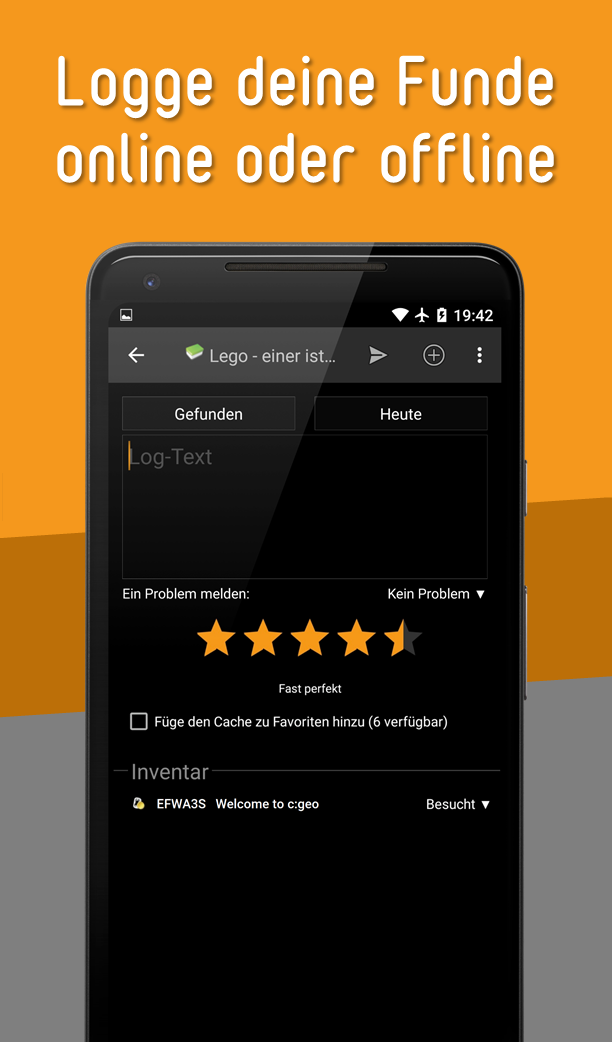 Logge deine Funde
online oder offline
19:42
Lego - einer ist…
Gefunden
Heute
Log-Text
Ein Problem melden:
Kein Problem ▼
Fast perfekt
Füge den Cache zu Favoriten hinzu (6 verfügbar)
Inventar
EFWA3S Welcome to c:geo
Besucht ▼